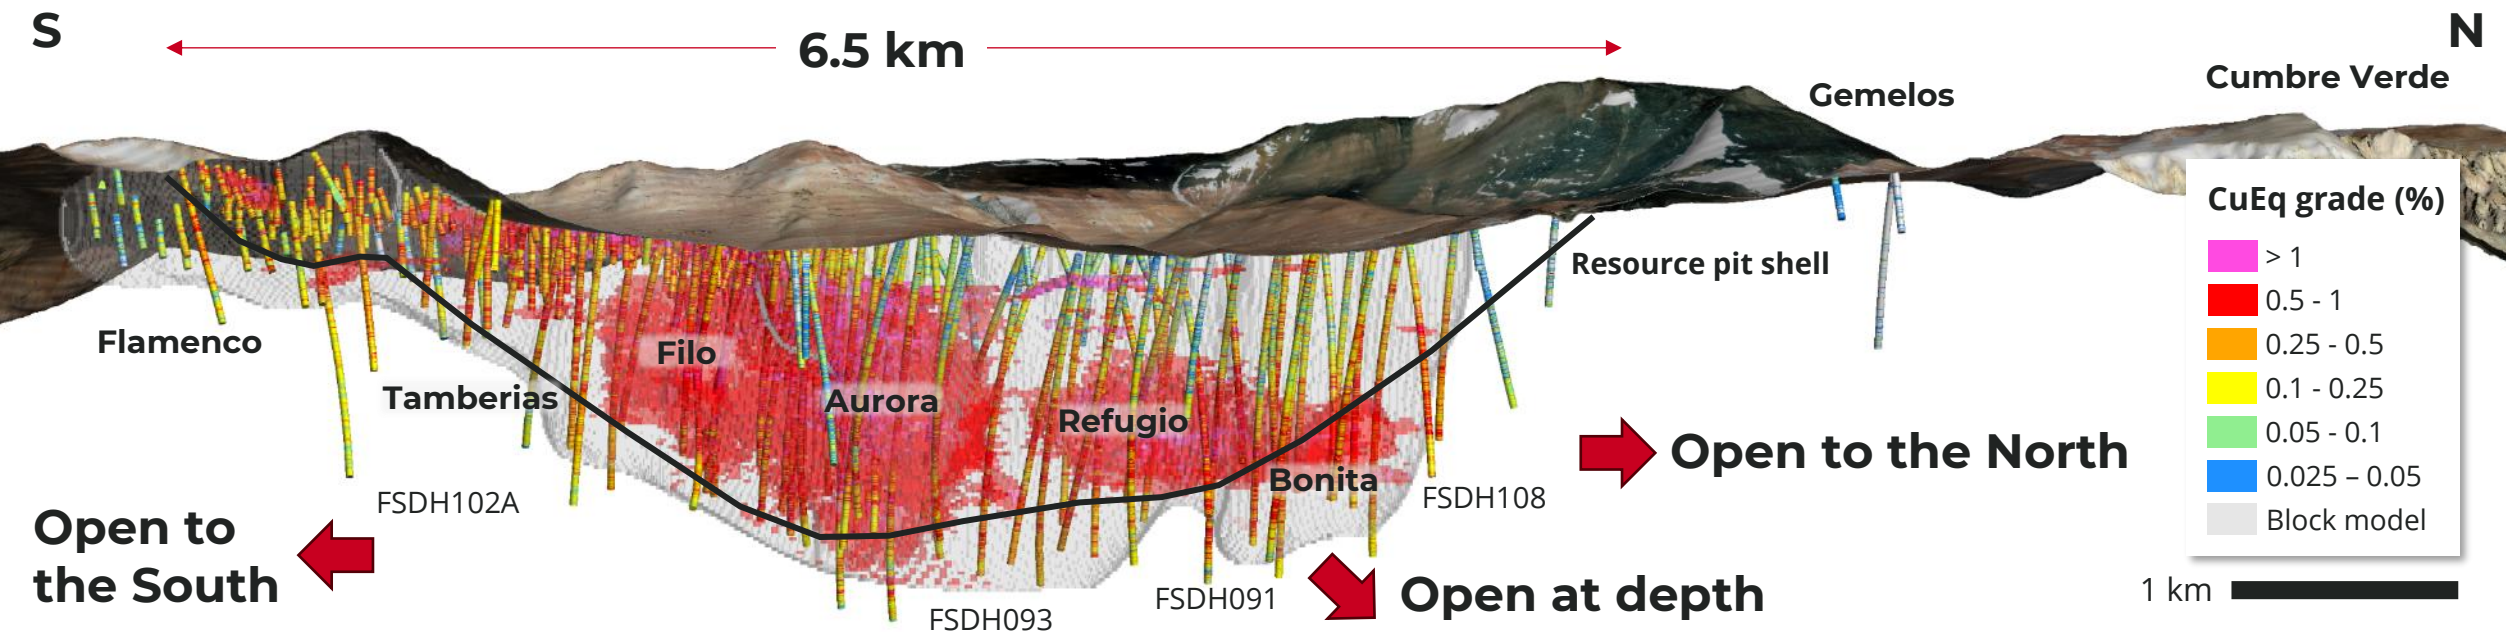 S
6.5 km
N
Gemelos
Cumbre Verde
CuEq grade (%)
> 1
0.5 - 1
0.25 - 0.5
0.1 - 0.25
0.05 - 0.1
0.025 – 0.05
Block model
Resource pit shell
Flamenco
Filo
Tamberias
Aurora
Refugio
Bonita
Open to the North
FSDH102A
FSDH108
Open to
the South
FSDH093
FSDH091
Open at depth
1 km